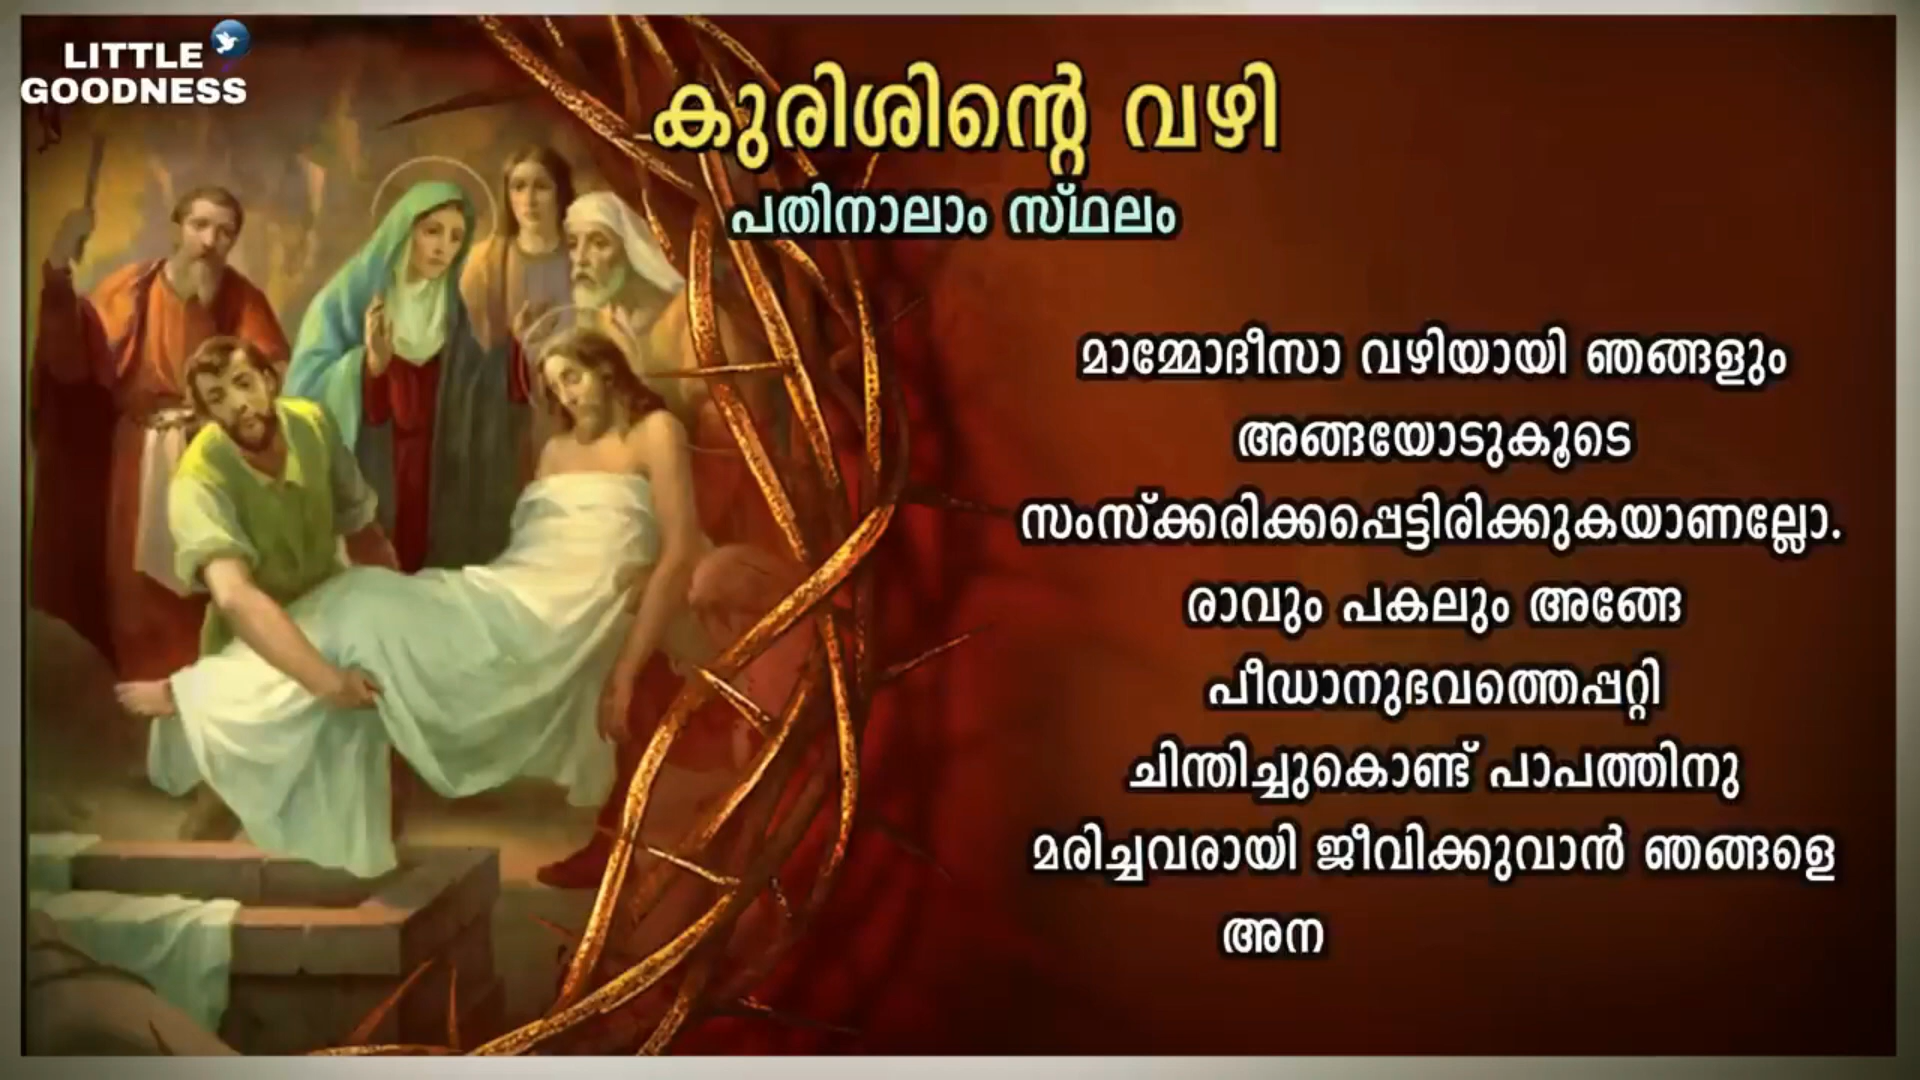 LITTLE
GOODNESS
കുരിശിന്റെ വഴി
പതിനാലാം സ്ഥലം
മാമ്മോദീസാ വഴിയായി ഞങ്ങളും
അങ്ങയോടുകൂടെ
സംസ്ക്കരിക്കപ്പെട്ടിരിക്കുകയാണല്ലോ.
രാവും പകലും അങ്ങേ
പീഡാനുഭവത്തെപ്പറ്റി
ചിന്തിച്ചുകൊണ്ട് പാപത്തിനു
മരിച്ചവരായി ജീവിക്കുവാൻ ഞങ്ങളെ
അന